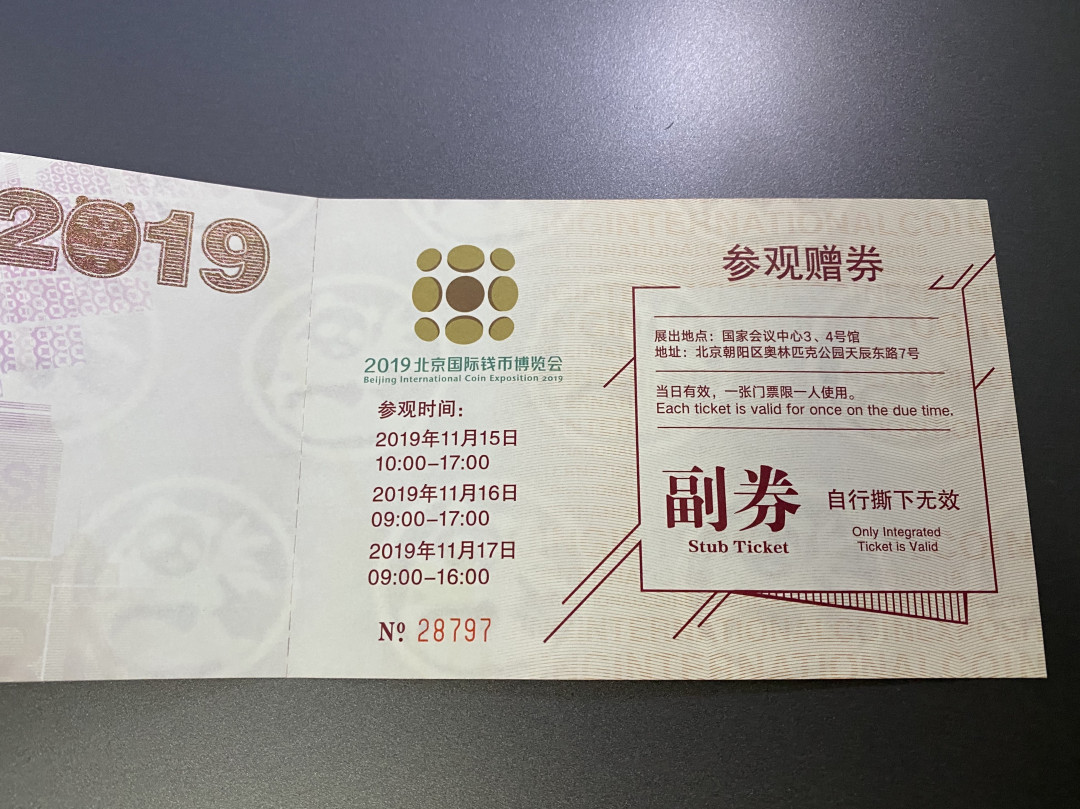 2019
2019北京国际钱币博览会
Beijing International Coin Exposition 2019
参观时间：
2019年11月15日
10:00-17:00
2019年11月16日
09:00-17:00
2019年11月17日
09:00-16:00
Nº 28797
参观赠券
展出地点：国家会议中心3、4号馆
地址：北京朝阳区奥林匹克公园天辰东路7号
当日有效，一张门票限一人使用。
Each ticket is valid for once on the due time.
副券
Stub Ticket
自行撕下无效
Only Integrated
Ticket is Valid